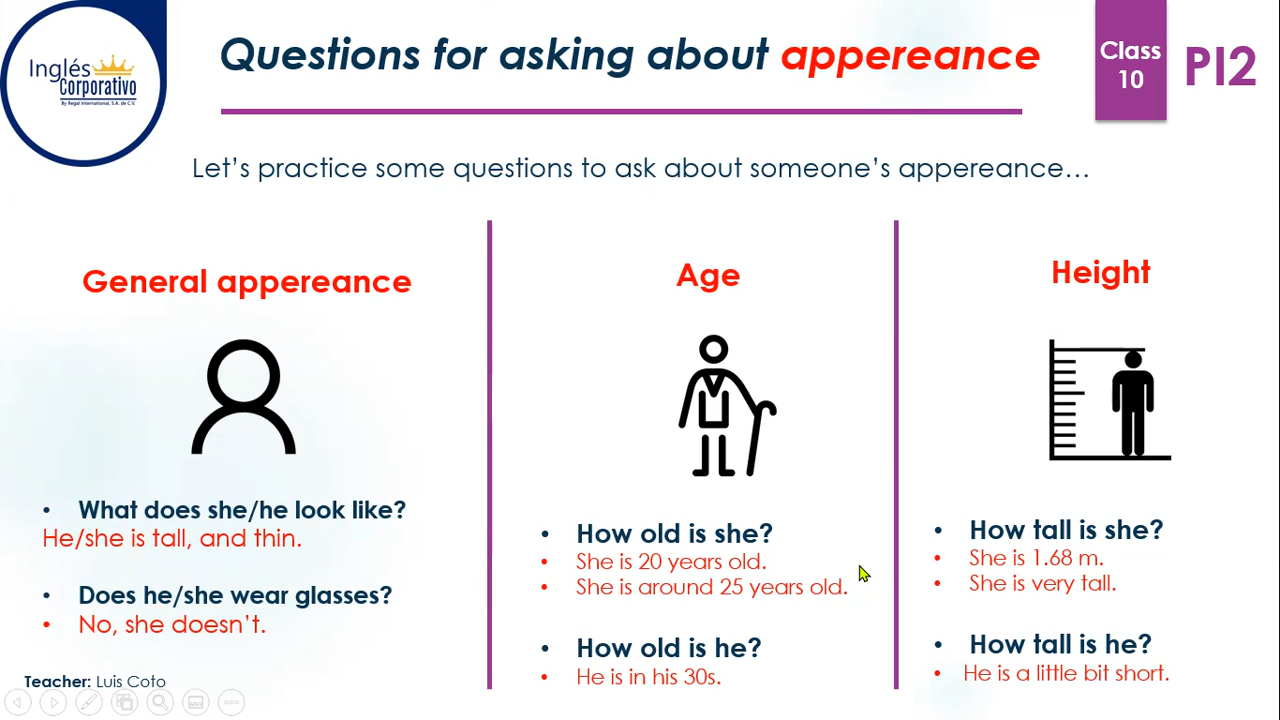 Inglés
Corporativo
By Regal International, S.A. de C.V.
Questions for asking about appereance
Class
10
PI2
Let’s practice some questions to ask about someone’s appereance…
General appereance
• What does she/he look like?
He/she is tall, and thin.
• Does he/she wear glasses?
• No, she doesn’t.
Age
• How old is she?
• She is 20 years old.
• She is around 25 years old.
• How old is he?
• He is in his 30s.
Height
• How tall is she?
• She is 1.68 m.
• She is very tall.
• How tall is he?
• He is a little bit short.
Teacher: Luis Coto